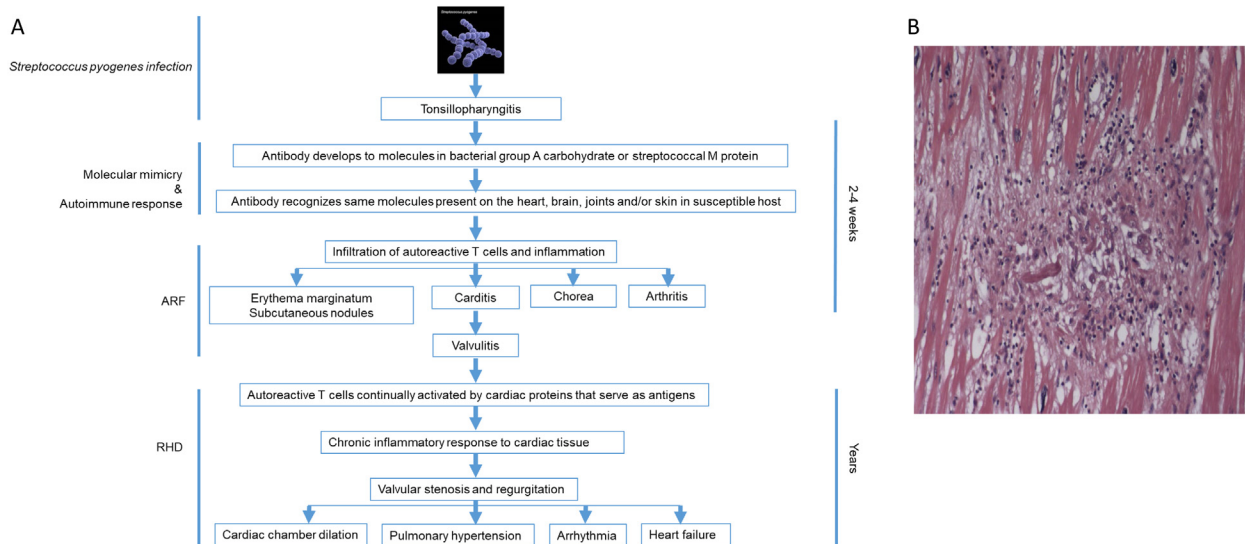 A
B
Streptococcus pyogenes
Streptococcus pyogenes infection
Tonsillopharyngitis
Antibody develops to molecules in bacterial group A carbohydrate or streptococcal M protein
Molecular mimicry
&
Autoimmune response
Antibody recognizes same molecules present on the heart, brain, joints and/or skin in susceptible host
2-4 weeks
Infiltration of autoreactive T cells and inflammation
ARF
Erythema marginatum
Subcutaneous nodules
Carditis
Chorea
Arthritis
Valvulitis
Autoreactive T cells continually activated by cardiac proteins that serve as antigens
RHD
Chronic inflammatory response to cardiac tissue
Years
Valvular stenosis and regurgitation
Cardiac chamber dilation
Pulmonary hypertension
Arrhythmia
Heart failure